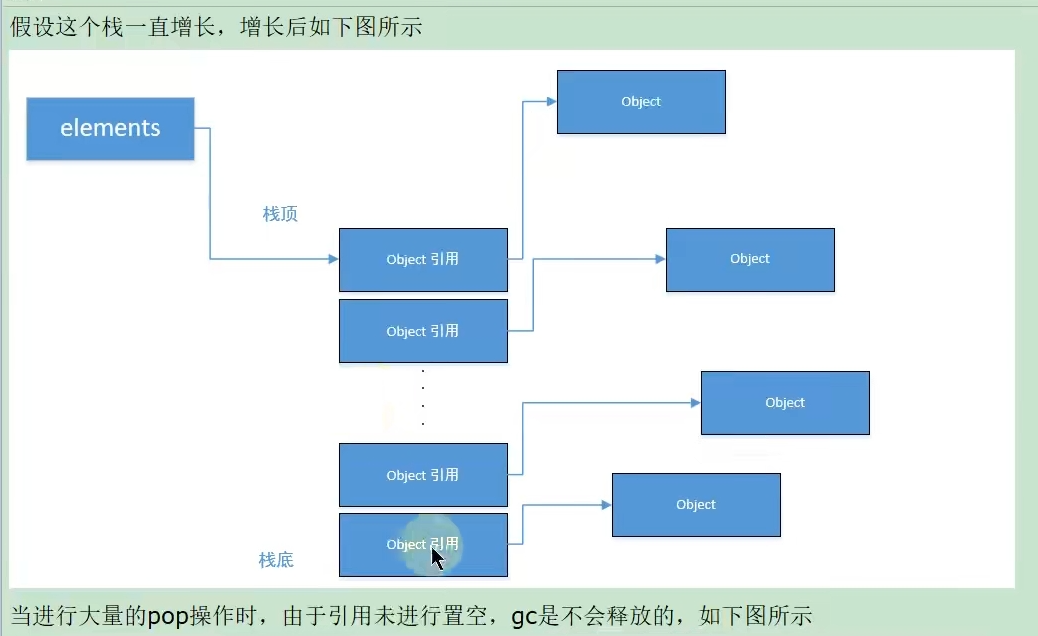 假设这个栈一直增长，增长后如下图所示
Object
elements
栈顶
Object 引用
Object
Object 引用
Object
Object 引用
Object
Object 引用
栈底
当进行大量的pop操作时，由于引用未进行置空，gc是不会释放的，如下图所示